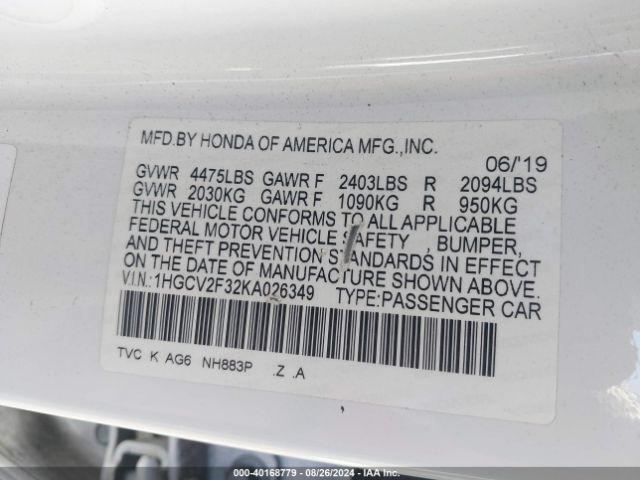 MFD.BY HONDA OF AMERICA MFG.,INC. 06/'19
GVWR 4475LBS GAWR F 2403LBS R 2094LBS
GVWR 2030KG GAWR F 1090KG R 950KG
THIS VEHICLE CONFORMS TO ALL APPLICABLE
FEDERAL MOTOR VEHICLE SAFETY , BUMPER,
AND THEFT PREVENTION STANDARDS IN EFFECT
ON THE DATE OF MANUFACTURE SHOWN ABOVE.
V.I.N.:1HGCV2F32KA026349 TYPE:PASSENGER CAR
TVC K AG6 NH883P .Z .A
000-40168779 — 08/26/2024 — IAAI.COM